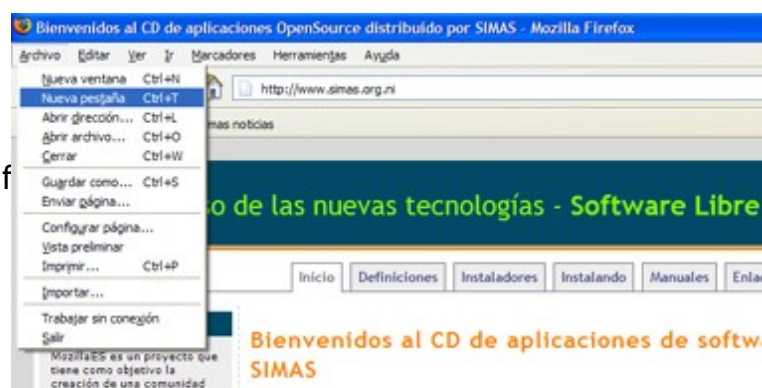 Bienvenidos al CD de aplicaciones OpenSource distribuido por SIMAS - Mozilla Firefox
Archivo Editar Ver Ir Marcadores Herramientas Ayuda
Nueva ventana Ctrl+N
Nueva pestaña Ctrl+T
http://www.simas.org.ni
Abrir dirección... Ctrl+L
mas noticias
Abrir archivo... Ctrl+O
Cerrar Ctrl+W
f
Guardar como... Ctrl+S
Enviar página...
o de las nuevas tecnologías - Software Libre
Configurar página...
Vista preliminar
Imprimir... Ctrl+P
Inicio Definiciones Instaladores Instalando Manuales Enla
Importar...
Trabajar sin conexión
Salir
Bienvenidos al CD de aplicaciones de softw
SIMAS
MozillaES es un proyecto que
tiene como objetivo la
creación de una comunidad